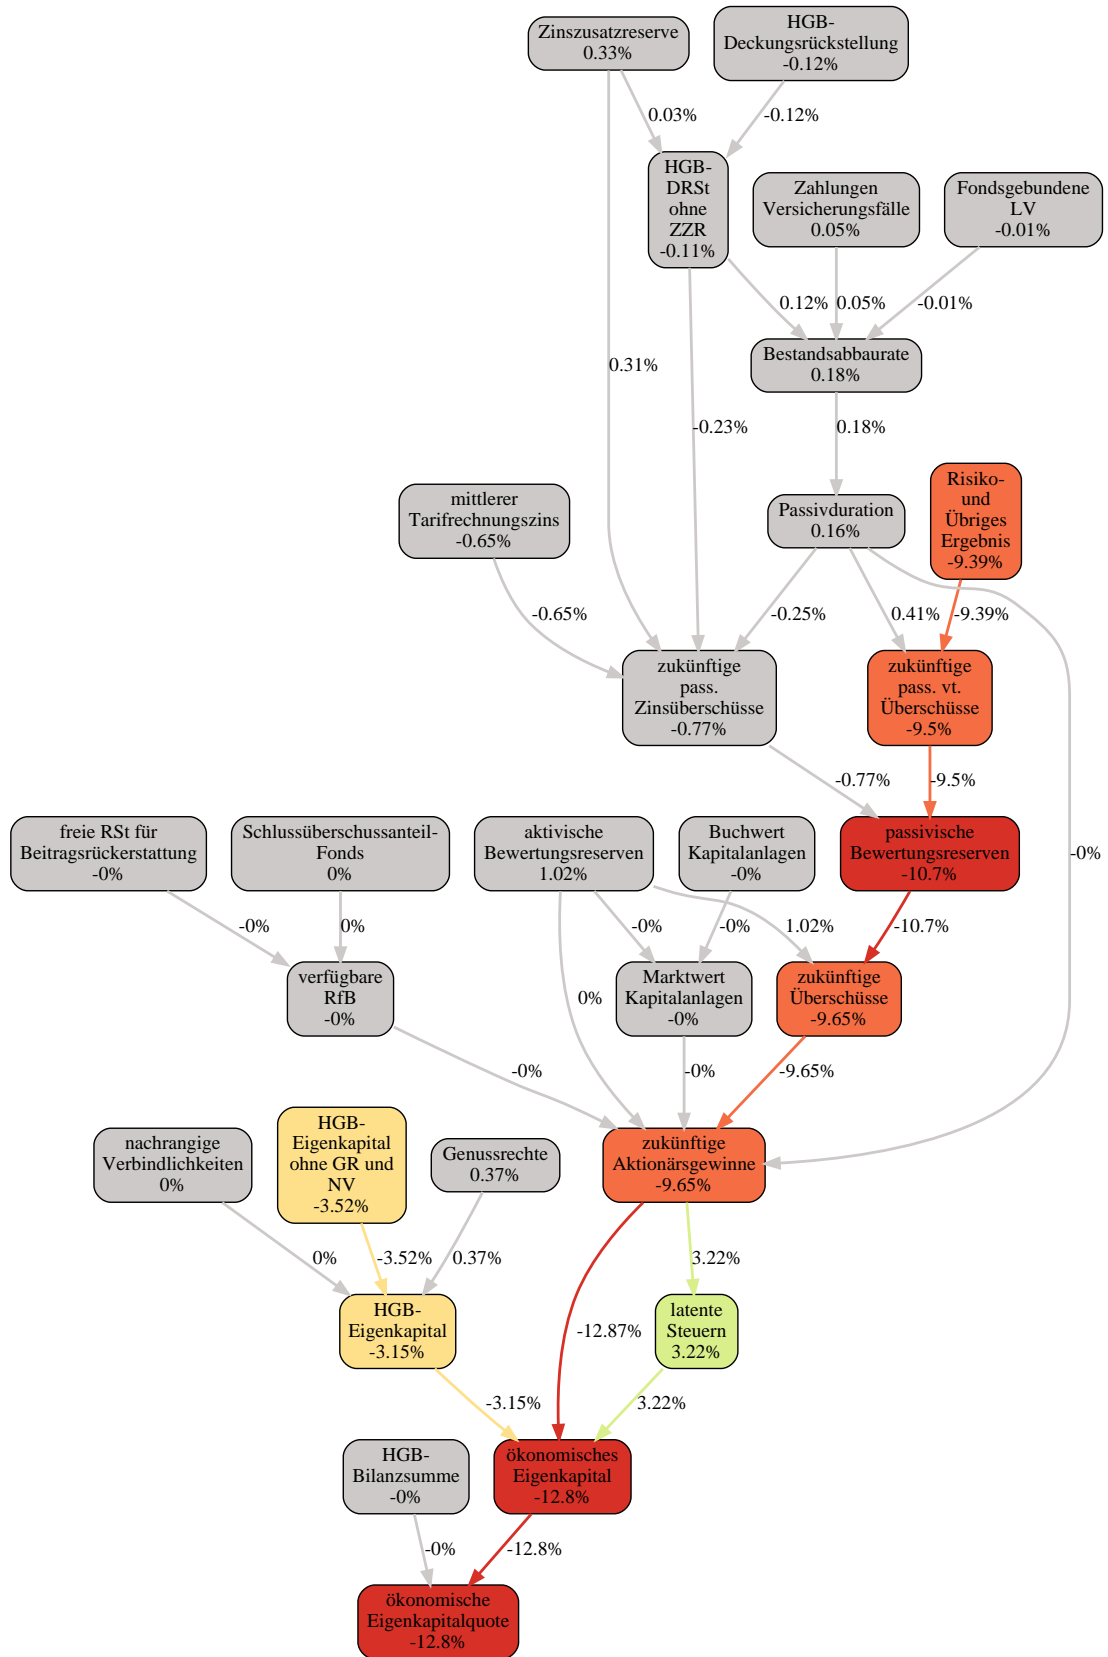 Zinszusatzreserve
0.33%
HGB-
Deckungsrückstellung
-0.12%
0.03%
-0.12%
HGB-
DRSt
ohne
ZZR
-0.11%
Zahlungen
Versicherungsfälle
0.05%
Fondsgebundene
LV
-0.01%
0.12%
0.05%
-0.01%
Bestandsabbaurate
0.18%
0.31%
-0.23%
0.18%
mittlerer
Tarifrechnungszins
-0.65%
Passivduration
0.16%
Risiko-
und
Übriges
Ergebnis
-9.39%
-0.65%
-0.25%
0.41%
-9.39%
zukünftige
pass.
Zinsüberschüsse
-0.77%
zukünftige
pass. vt.
Überschüsse
-9.5%
-0.77%
-9.5%
freie RSt für
Beitragsrückerstattung
-0%
Schlussüberschussanteil-
Fonds
0%
aktivische
Bewertungsreserven
1.02%
Buchwert
Kapitalanlagen
-0%
passivische
Bewertungsreserven
-10.7%
-0%
-0%
0%
-0%
-0%
1.02%
-10.7%
verfügbare
RfB
-0%
0%
Marktwert
Kapitalanlagen
-0%
zukünftige
Überschüsse
-9.65%
-0%
-0%
-9.65%
nachrangige
Verbindlichkeiten
0%
HGB-
Eigenkapital
ohne GR und
NV
-3.52%
Genussrechte
0.37%
zukünftige
Aktionärsgewinne
-9.65%
0%
-3.52%
0.37%
3.22%
HGB-
Eigenkapital
-3.15%
-12.87%
latente
Steuern
3.22%
-3.15%
3.22%
HGB-
Bilanzsumme
-0%
ökonomisches
Eigenkapital
-12.8%
-0%
-12.8%
ökonomische
Eigenkapitalquote
-12.8%